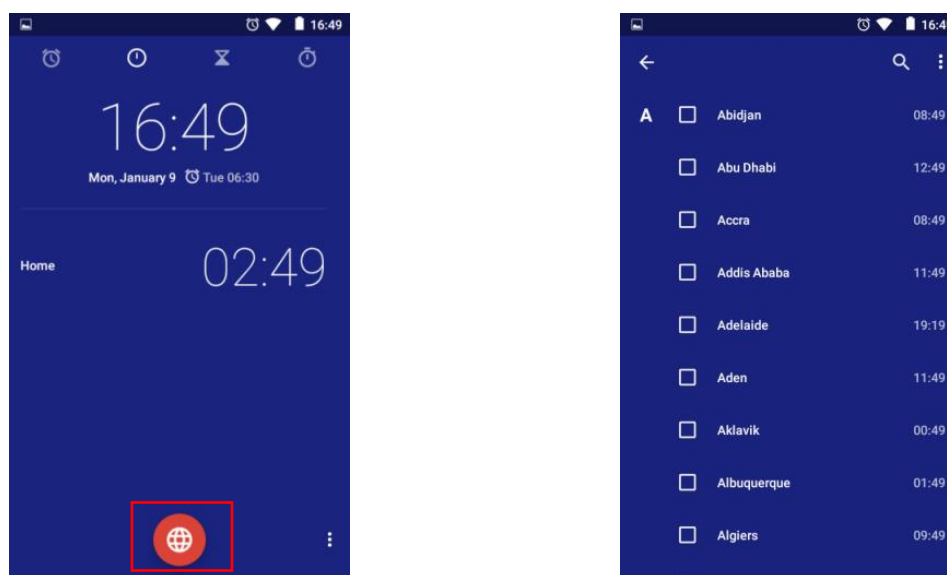 16:49
16:49
Mon, January 9 Tue 06:30
Home 02:49
16:4
A Abidjan 08:49
Abu Dhabi 12:49
Accra 08:49
Addis Ababa 11:49
Adelaide 19:19
Aden 11:49
Aklavik 00:49
Albuquerque 01:49
Algiers 09:49